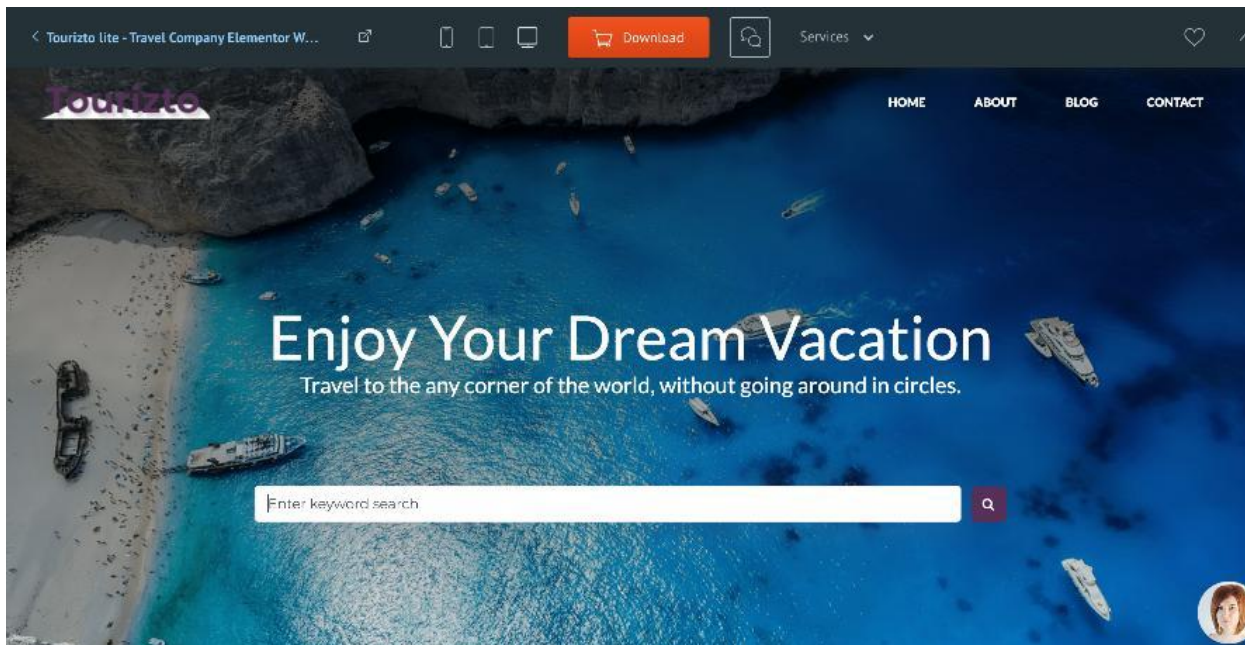 Tourizto lite - Travel Company Elementor W...
Download
Services
Tourizto
HOME ABOUT BLOG CONTACT
Enjoy Your Dream Vacation
Travel to the any corner of the world, without going around in circles.
Enter keyword search